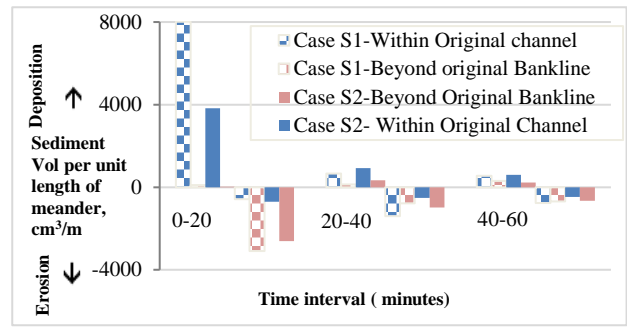 8000
4000
0
-4000
Deposition →
Sediment
Vol per unit
length of
meander,
cm³/m
Erosion ←
Case S1-Within Original channel
Case S1-Beyond original Bankline
Case S2-Beyond Original Bankline
Case S2- Within Original Channel
0-20
20-40
40-60
Time interval ( minutes)